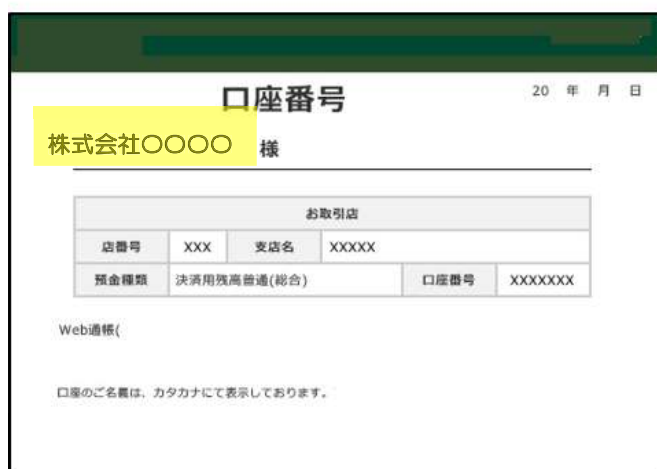 口座番号
20 年 月 日
株式会社〇〇〇〇 様
お取引店
店番号 XXX 支店名 XXXXX
預金種類 決済用残高普通(総合) 口座番号 XXXXXXX
Web通帳(
口座のご名義は、カタカナにて表示しております。